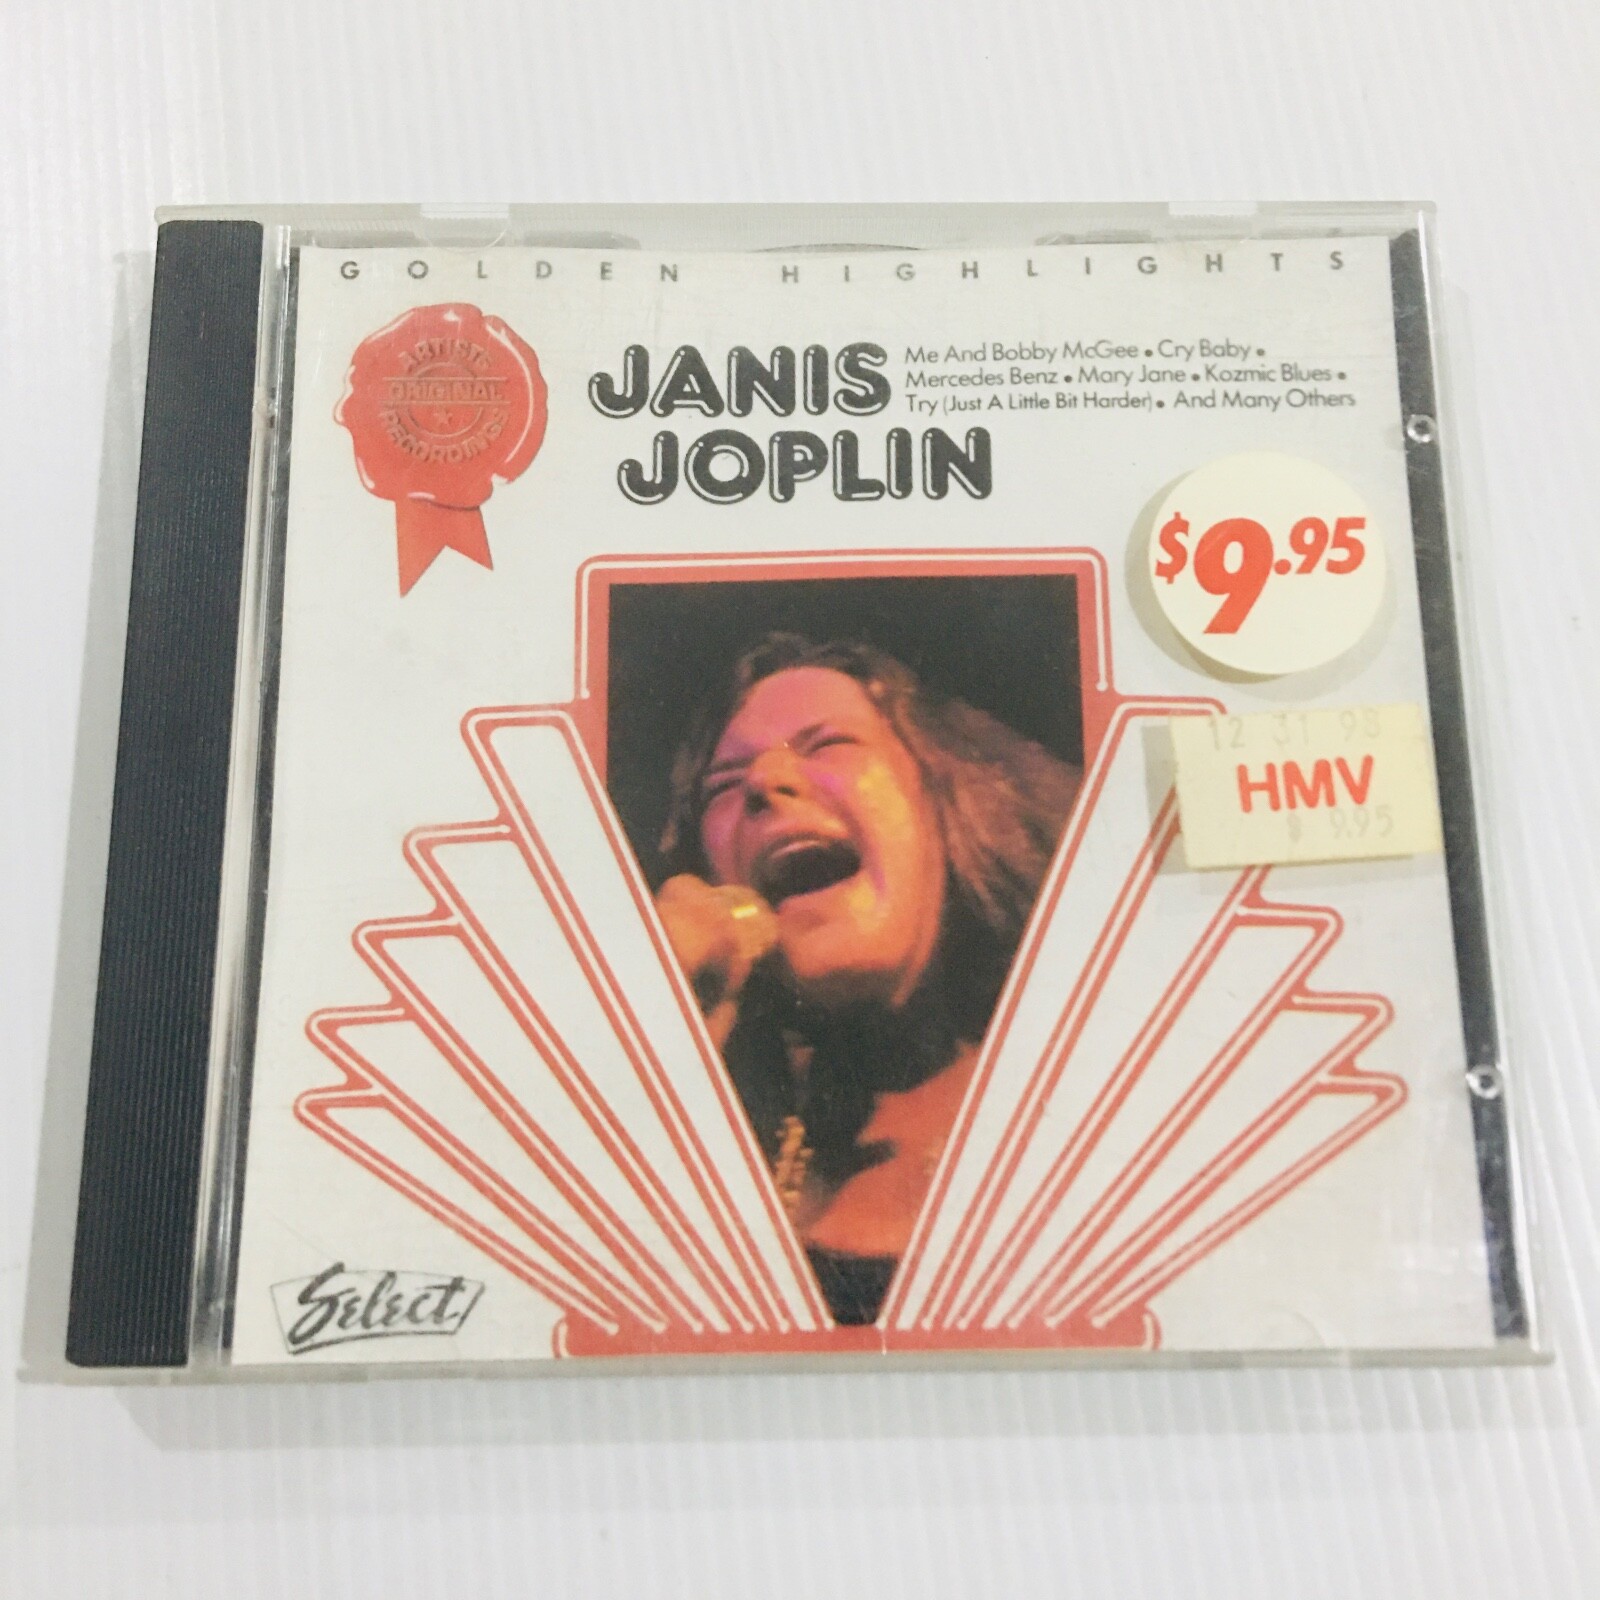 GOLDEN HIGHLIGHTS
ARTISTS
ORIGINAL
RECORDINGS
JANIS
JOPLIN
Me And Bobby McGee • Cry Baby •
Mercedes Benz • Mary Jane • Kozmic Blues •
Try (Just A Little Bit Harder) • And Many Others
$9.95
12 31 98
HMV
$ 9.95
Select